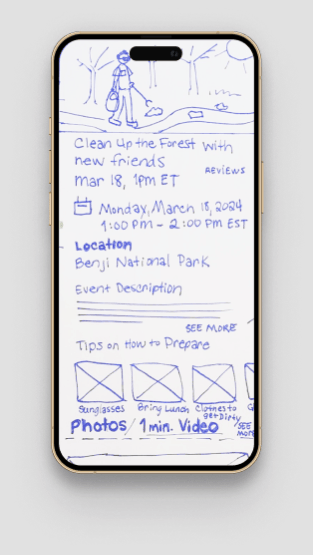 Clean Up the Forest with
new friends
REVIEWS
mar 18, 1pm ET
Monday, March 18, 2024
1:00 Pm - 2:00 Pm EST
Location
Benji National Park
Event Description
SEE MORE
Tips on How to Prepare
Sunglasses
Bring Lunch
Clothes to
get Dirty
Photos / 1 min. Video
SEE
MORE